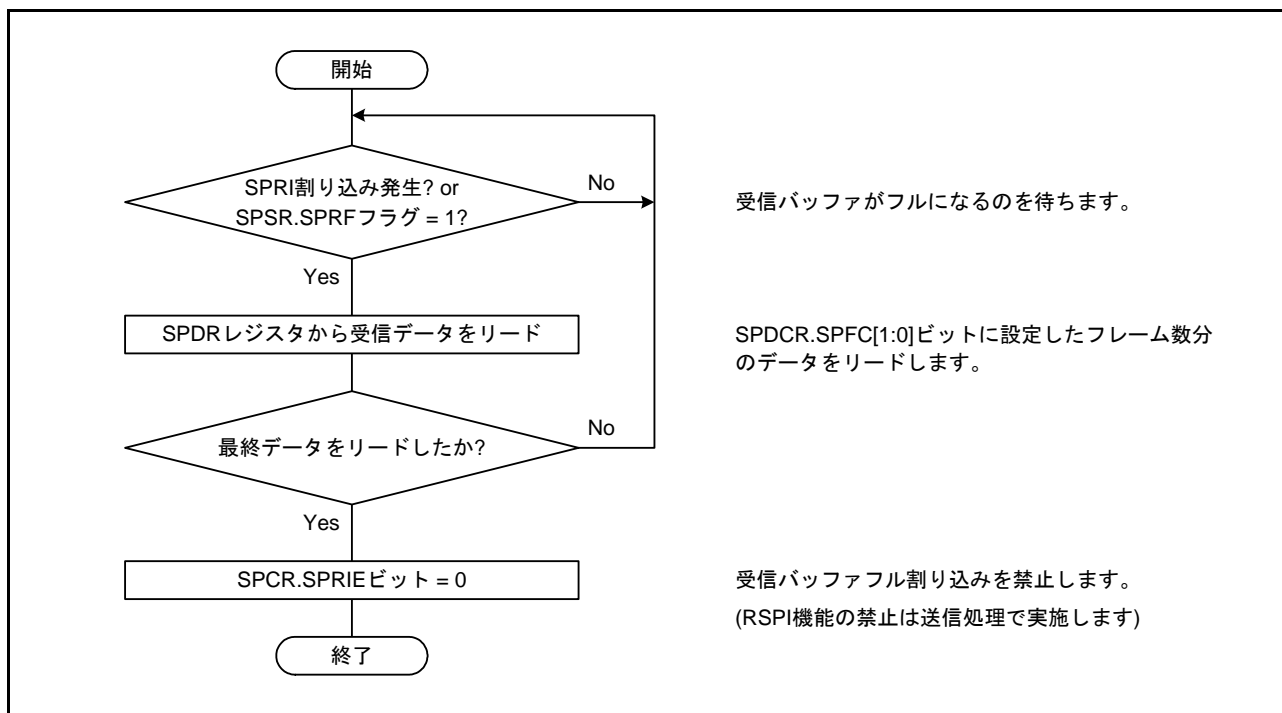 開始
SPRI割り込み発生? or
SPSR.SPRFフラグ = 1?
No
受信バッファがフルになるのを待ちます。
Yes
SPDRレジスタから受信データをリード
SPDCR.SPFC[1:0]ビットに設定したフレーム数分
のデータをリードします。
最終データをリードしたか?
No
Yes
SPCR.SPRIEビット = 0
受信バッファフル割り込みを禁止します。
(RSPI機能の禁止は送信処理で実施します)
終了